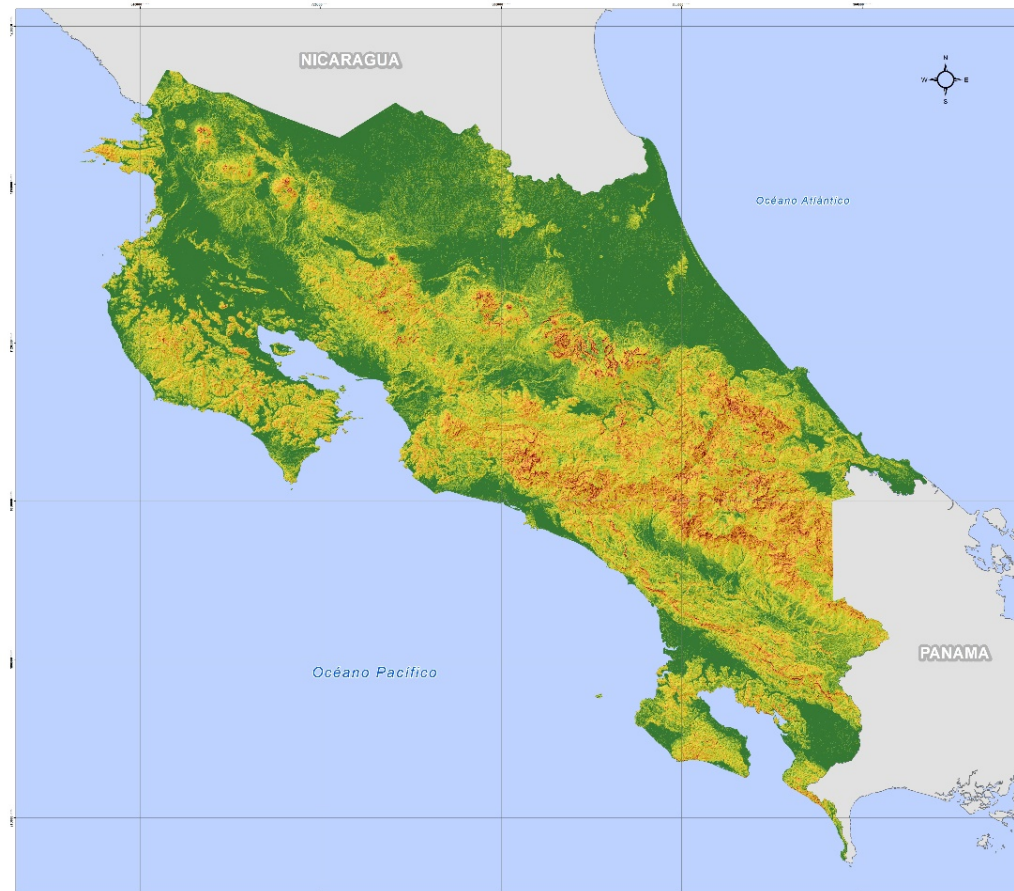 NICARAGUA
N
W E
S
Océano Atlántico
Océano Pacífico
PANAMA